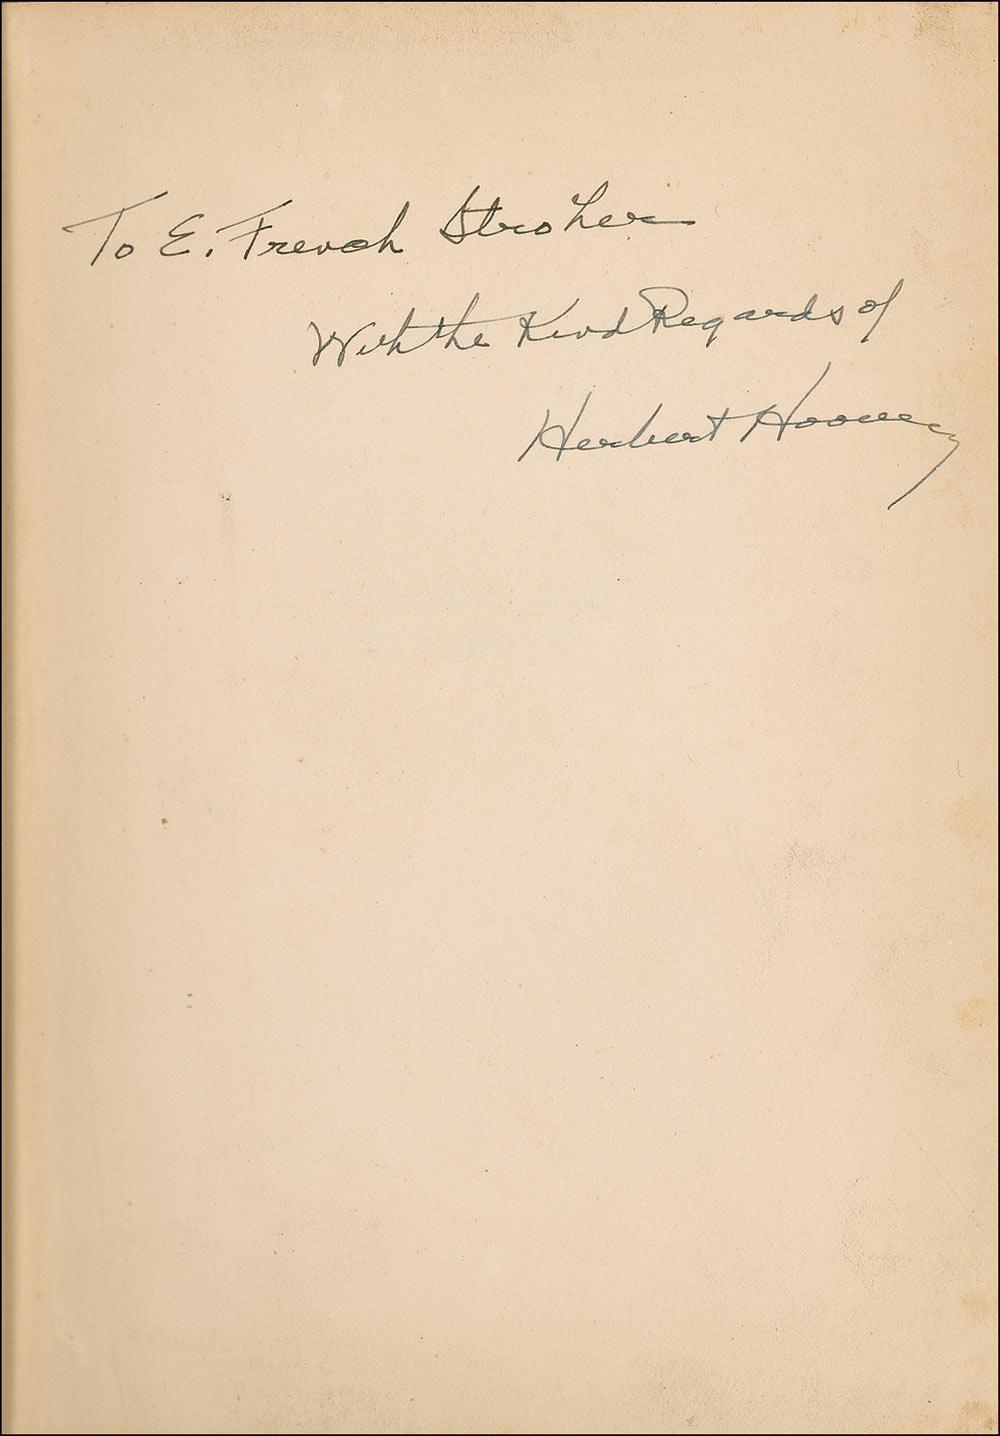 To E. French Strother
With the Kind Regards of
Herbert Hoover